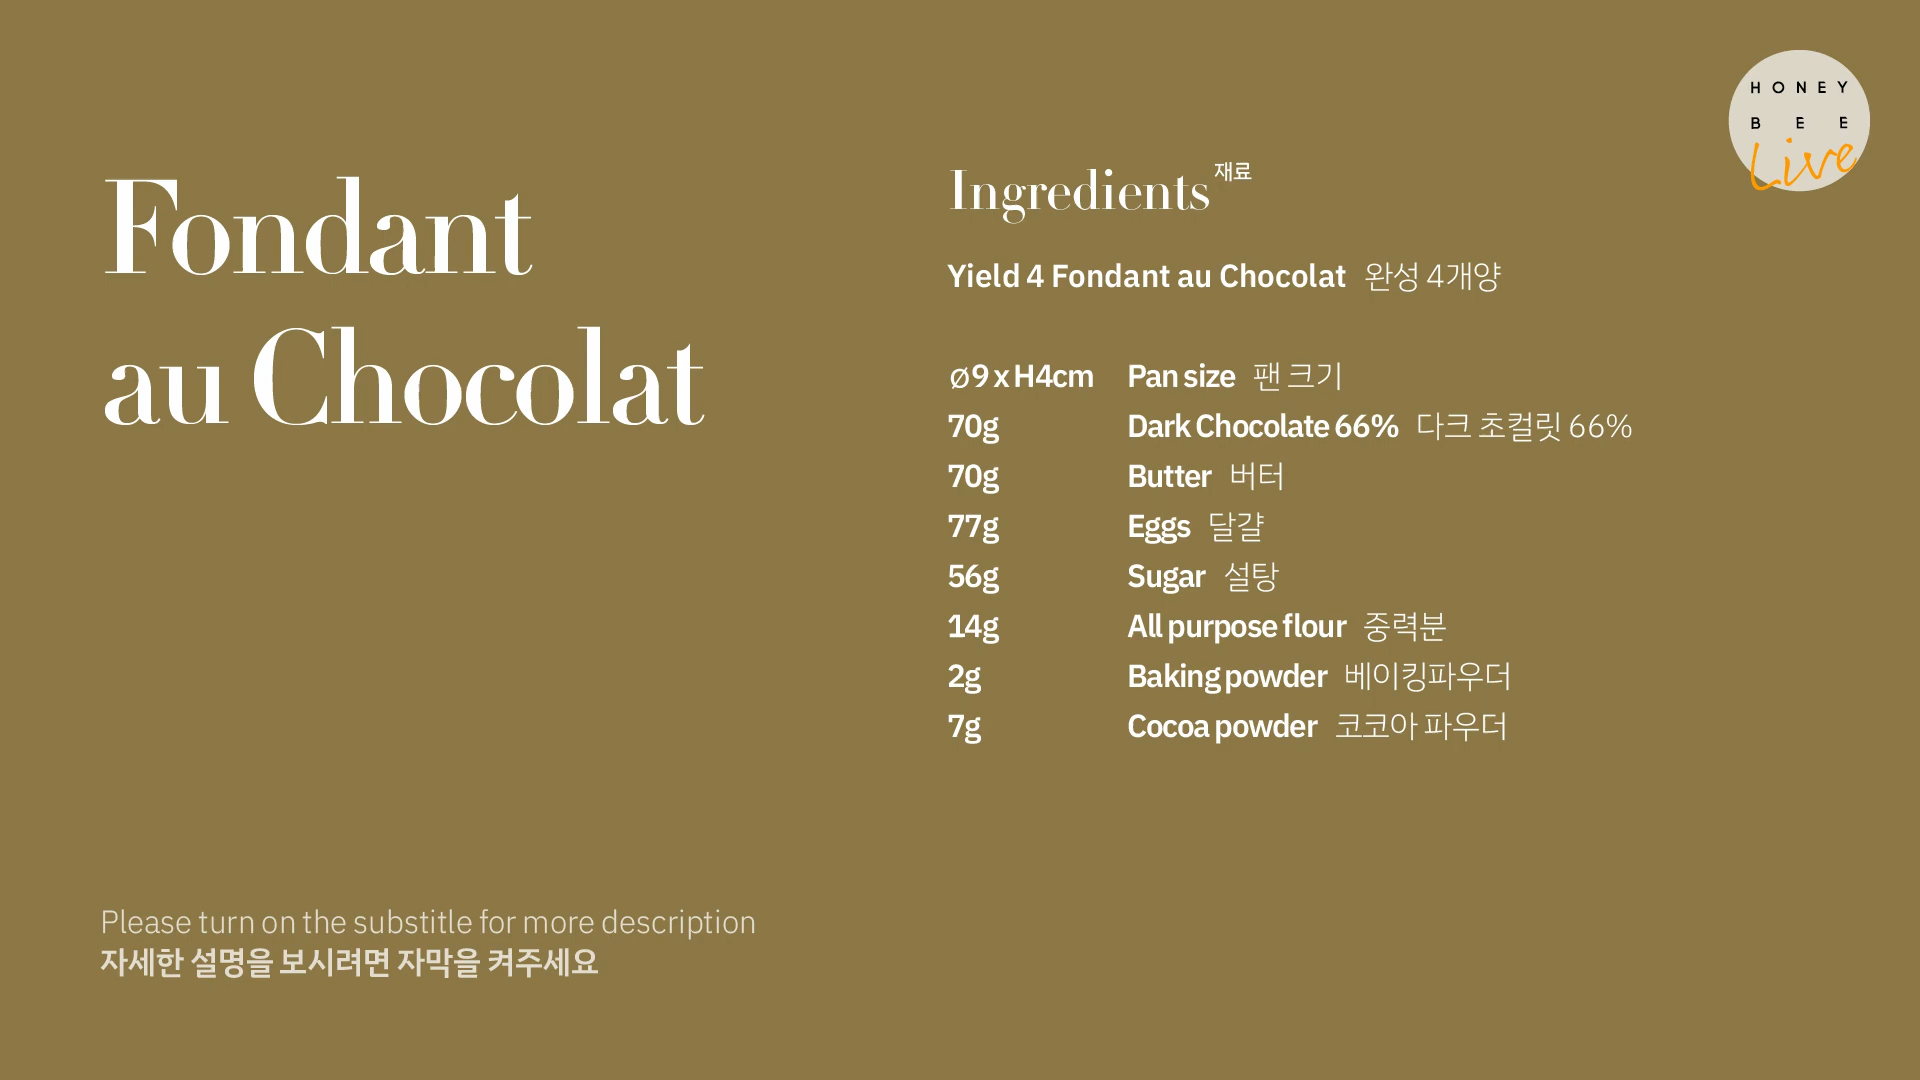 HONEY
BEE
Live
Fondant
au Chocolat
Ingredients 재료
Yield 4 Fondant au Chocolat 완성 4개양
ø9 x H4cm Pan size 팬 크기
70g Dark Chocolate 66% 다크 초컬릿 66%
70g Butter 버터
77g Eggs 달걀
56g Sugar 설탕
14g All purpose flour 중력분
2g Baking powder 베이킹파우더
7g Cocoa powder 코코아 파우더
Please turn on the substitle for more description
자세한 설명을 보시려면 자막을 켜주세요